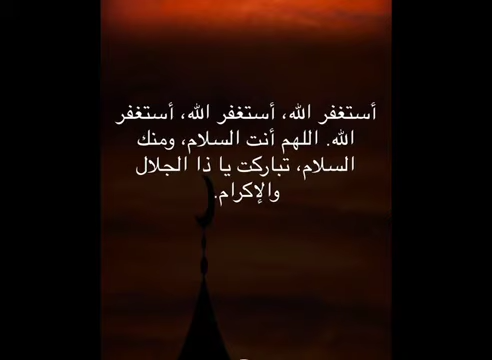 أستغفر الله، أستغفر الله، أستغفر
الله. اللهم أنت السلام، ومنك
السلام، تباركت يا ذا الجلال
والإكرام.